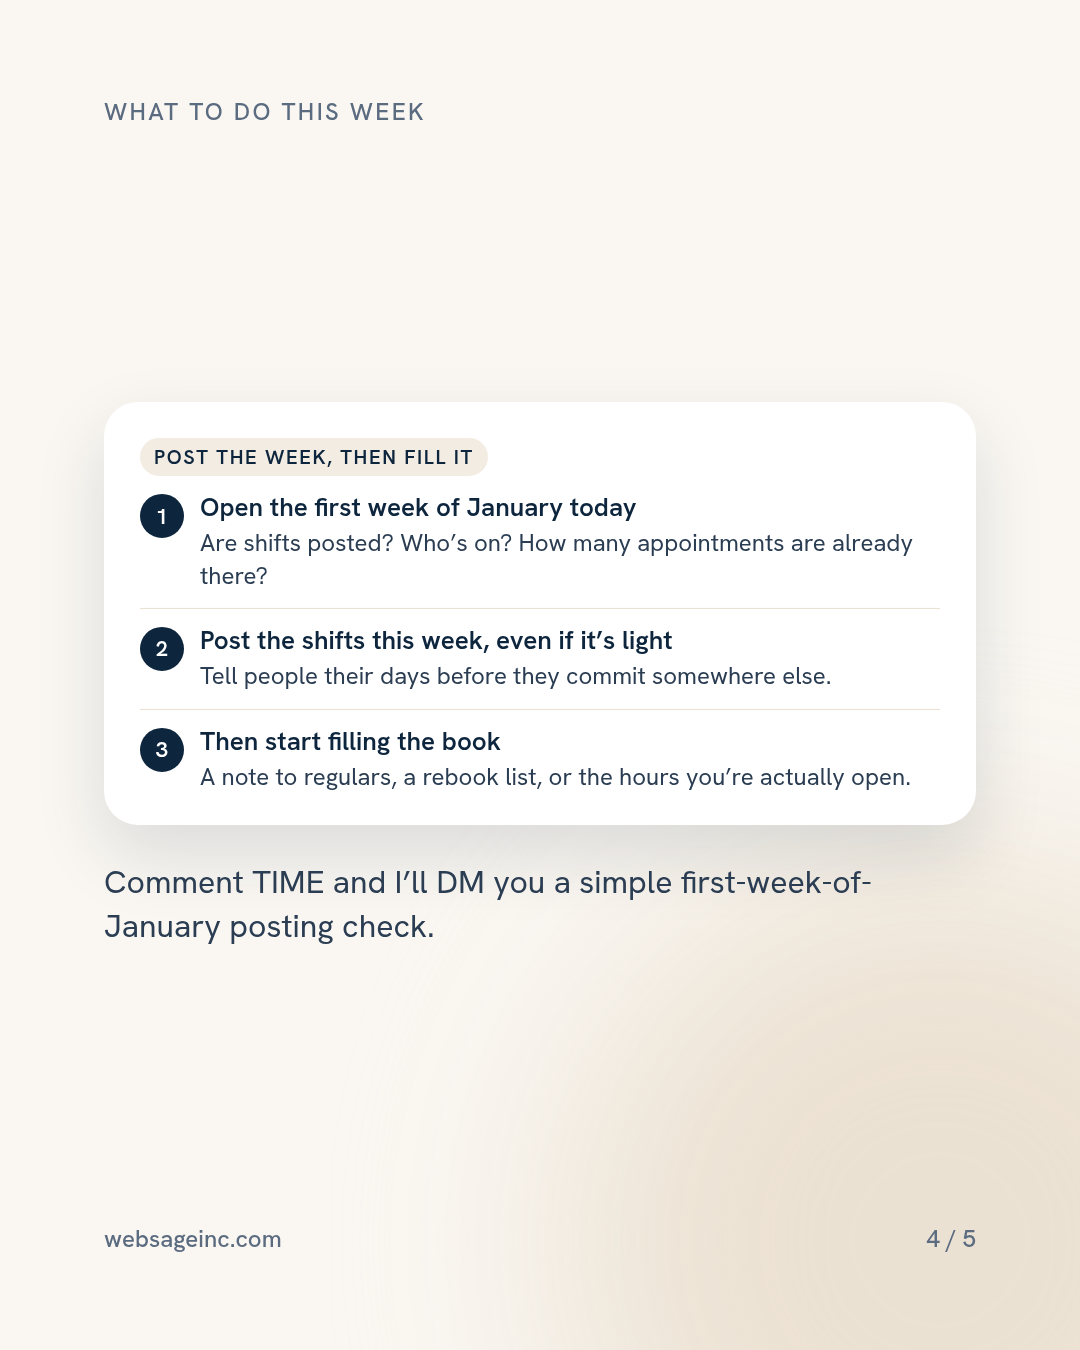 WHAT TO DO THIS WEEK
POST THE WEEK, THEN FILL IT
1
Open the first week of January today
Are shifts posted? Who’s on? How many appointments are already
there?
2
Post the shifts this week, even if it’s light
Tell people their days before they commit somewhere else.
3
Then start filling the book
A note to regulars, a rebook list, or the hours you’re actually open.
Comment TIME and I’ll DM you a simple first-week-of-
January posting check.
websageinc.com
4 / 5